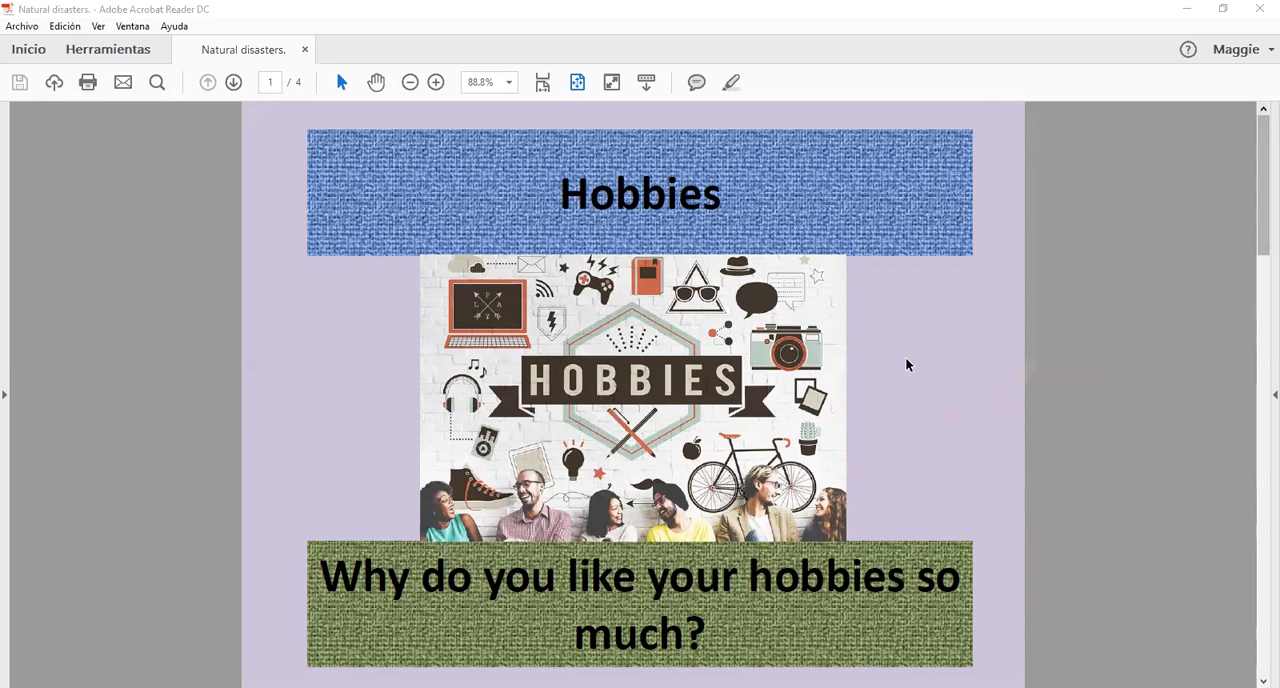 Natural disasters. - Adobe Acrobat Reader DC
Archivo Edición Ver Ventana Ayuda
Inicio Herramientas Natural disasters. × Maggie
1 / 4 88.8%
Hobbies
PLAY
HOBBIES
Why do you like your hobbies so
much?